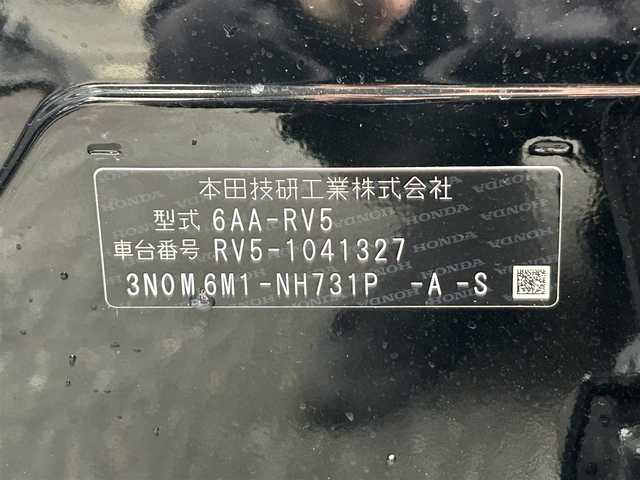 本田技研工業株式会社
型式 6AA-RV5
車台番号 RV5-1041327
3N0M6M1-NH731P -A -S